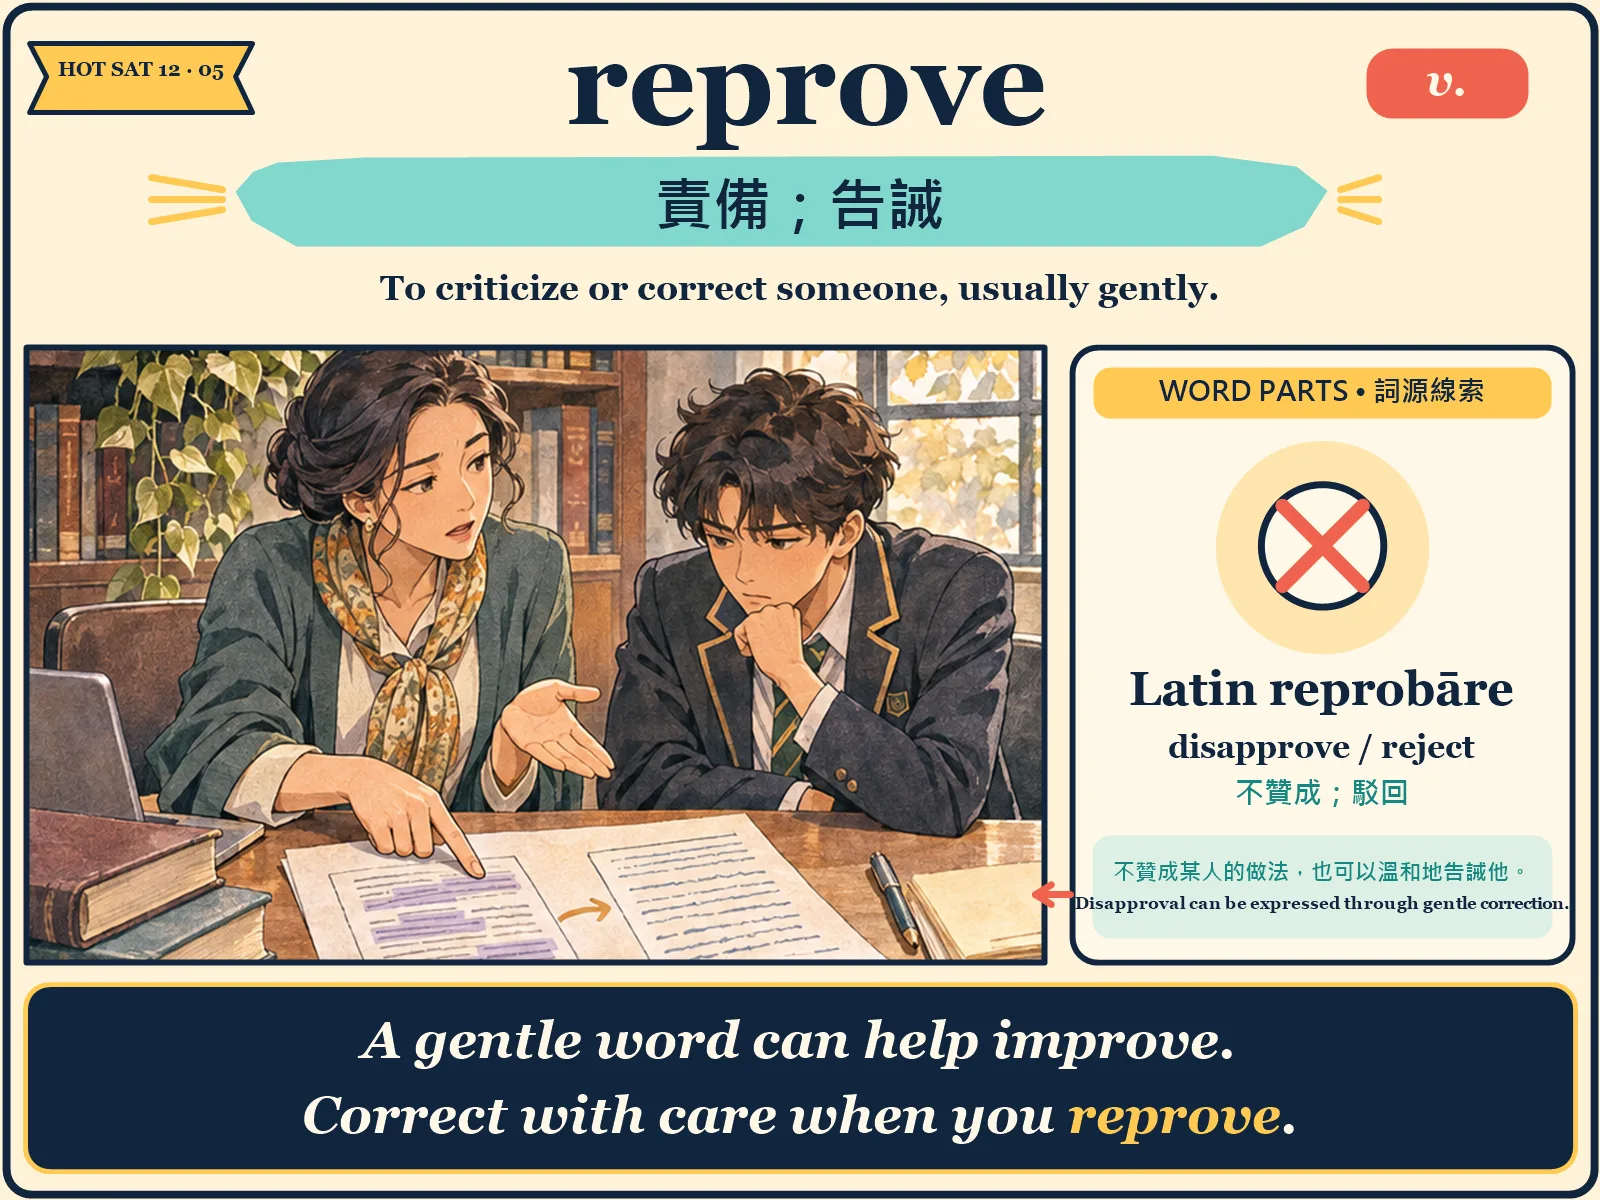 HOT SAT 12 · 05
reprove
v.
責備；告誡
To criticize or correct someone, usually gently.
WORD PARTS • 詞源線索
Latin reprobāre
disapprove / reject
不贊成；駁回
不贊成某人的做法，也可以溫和地告誡他。
Disapproval can be expressed through gentle correction.
A gentle word can help improve.
Correct with care when you reprove.